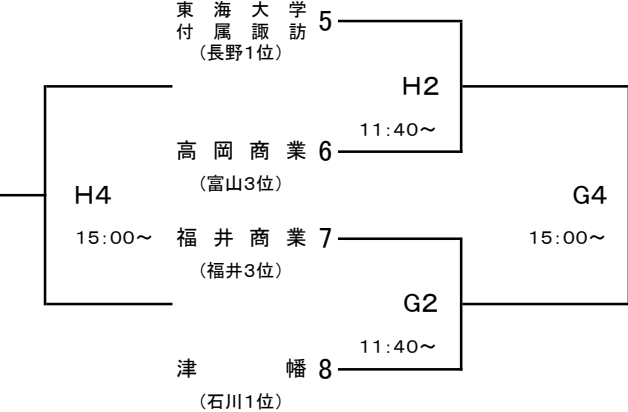 東海大学
付属諏訪 5
（長野1位）
H2
11：40～
高岡商業 6
（富山3位）
H4
G4
15：00～
福井商業 7
15：00～
（福井3位）
G2
11：40～
津幡 8
（石川1位）